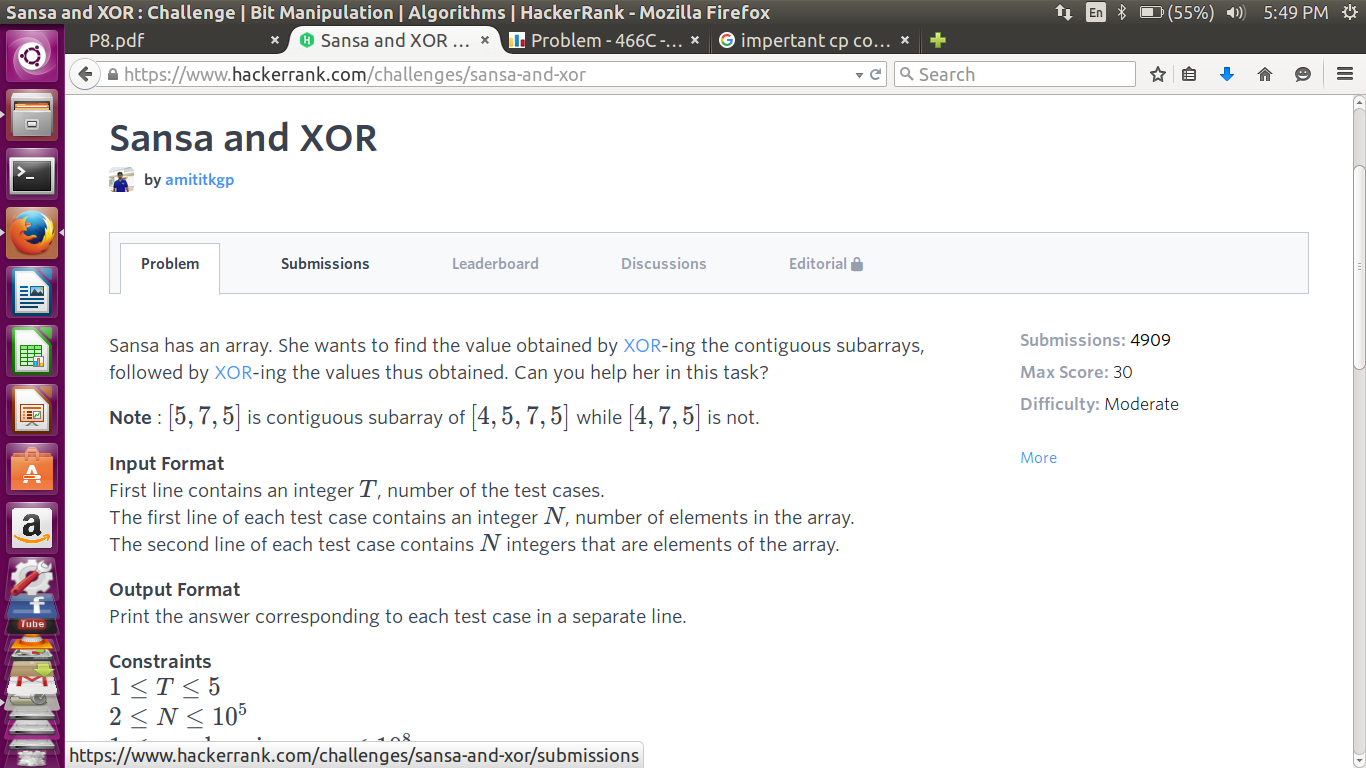 Sansa and XOR : Challenge | Bit Manipulation | Algorithms | HackerRank - Mozilla Firefox En (55%) 5:49 PM
P8.pdf × Sansa and XOR ... × Problem - 466C -... × impertant cp co... ×
https://www.hackerrank.com/challenges/sansa-and-xor Search
Sansa and XOR
by amititkgp
Problem Submissions Leaderboard Discussions Editorial
Sansa has an array. She wants to find the value obtained by XOR-ing the contiguous subarrays,
followed by XOR-ing the values thus obtained. Can you help her in this task?
Note : [5, 7, 5] is contiguous subarray of [4, 5, 7, 5] while [4, 7, 5] is not.
Input Format
First line contains an integer T, number of the test cases.
The first line of each test case contains an integer N, number of elements in the array.
The second line of each test case contains N integers that are elements of the array.
Output Format
Print the answer corresponding to each test case in a separate line.
Constraints
1 ≤ T ≤ 5
2 ≤ N ≤ 10⁵
Submissions: 4909
Max Score: 30
Difficulty: Moderate
More
https://www.hackerrank.com/challenges/sansa-and-xor/submissions
a
f
Tube